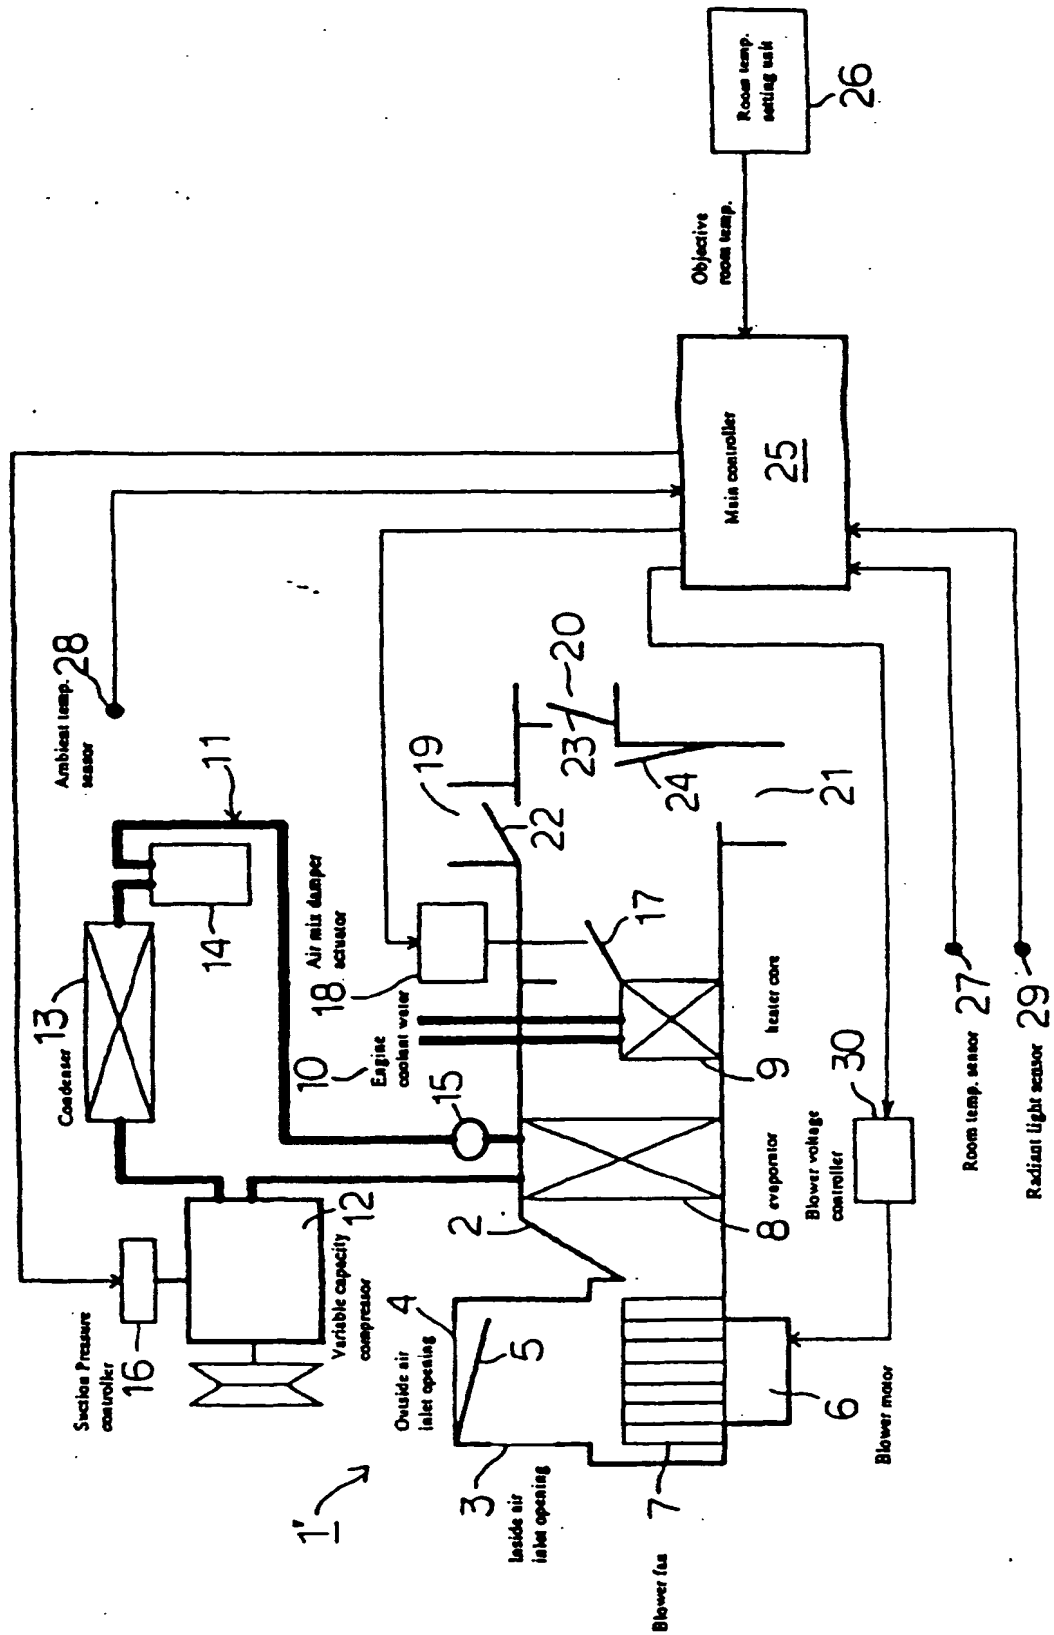 1'
Suction Pressure
controller
16
Condenser
13
14
11
Ambient temp.
sensor
28
Variable capacity
compressor
12
Outside air
inlet opening
4
5
Inside air
inlet opening
3
2
15
10
Engine
coolant water
18
Air mix damper
actuator
19
22
17
20
23
24
21
Blower fan
7
Blower motor
6
8
evaporator
9
heater core
Blower voltage
controller
30
Room temp. sensor
27
Radiant light sensor
29
Main controller
25
Objective
room temp.
Room temp.
setting unit
26